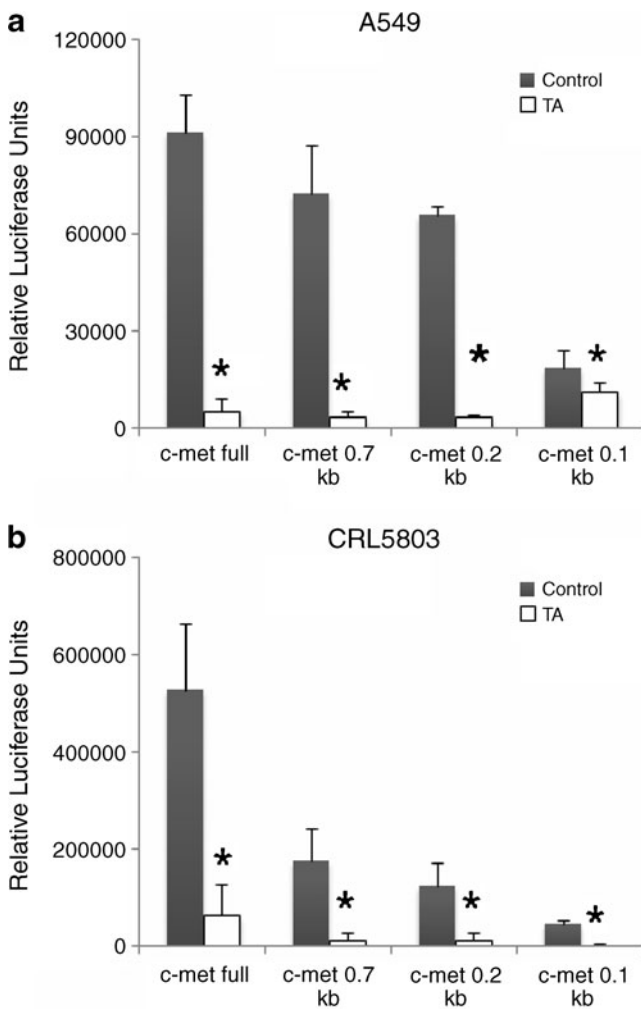 a
A549
120000
90000
60000
30000
0
Relative Luciferase Units
Control
TA
*
*
*
*
c-met full
c-met 0.7
kb
c-met 0.2
kb
c-met 0.1
kb
b
CRL5803
800000
600000
400000
200000
0
Relative Luciferase Units
Control
TA
*
*
*
*
c-met full
c-met 0.7
kb
c-met 0.2
kb
c-met 0.1
kb